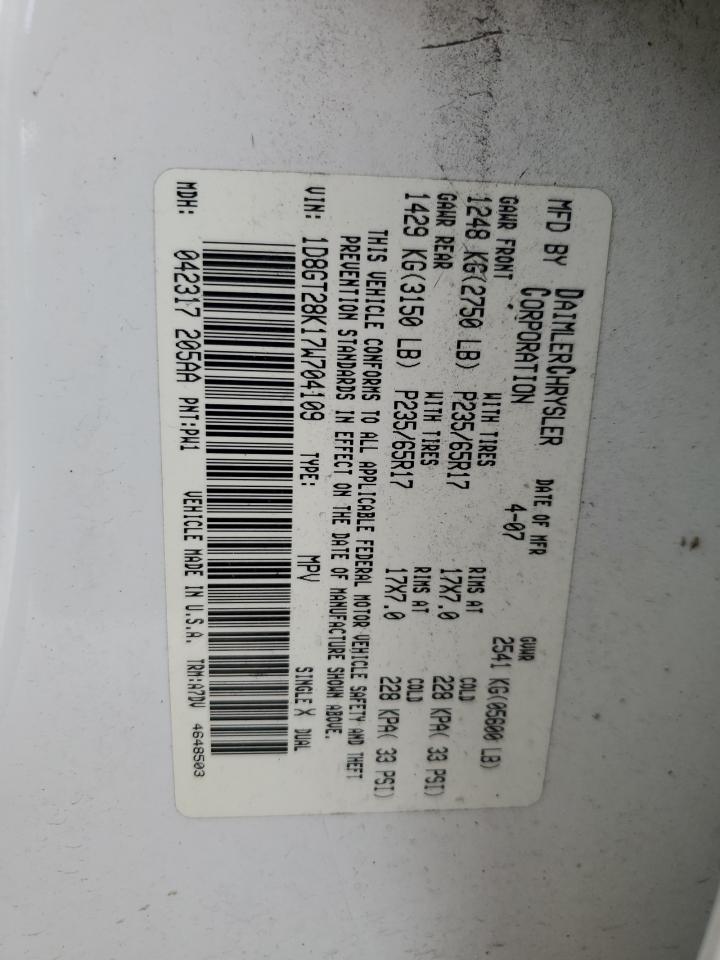 MFD BY DAIMLERCHRYSLER CORPORATION DATE OF MFR 4-07 GVWR 2541 KG(05600 LB)
GAWR FRONT WITH TIRES RIMS AT COLD
1248 KG(2750 LB) P235/65R17 17X7.0 228 KPA( 33 PSI)
GAWR REAR WITH TIRES RIMS AT COLD
1429 KG(3150 LB) P235/65R17 17X7.0 228 KPA( 33 PSI)
THIS VEHICLE CONFORMS TO ALL APPLICABLE FEDERAL MOTOR VEHICLE SAFETY AND THEFT
PREVENTION STANDARDS IN EFFECT ON THE DATE OF MANUFACTURE SHOWN ABOVE.
VIN: 1D8GT28K17W704109 TYPE: MPV SINGLE X DUAL
MDH: 042317 205AA PNT:PW1 VEHICLE MADE IN U.S.A. TRM:A7DV 4648503